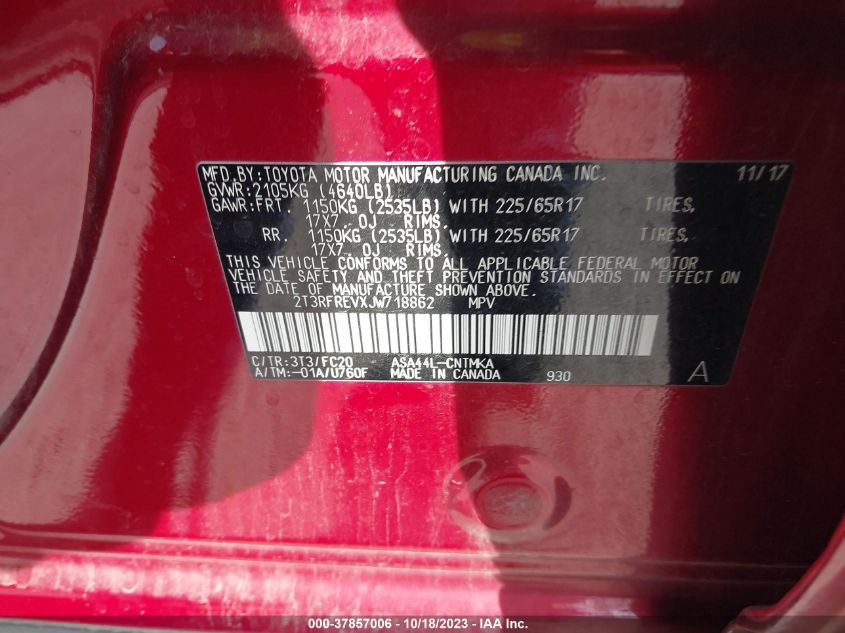 MFD.BY:TOYOTA MOTOR MANUFACTURING CANADA INC. 11/17
GVWR:2105KG (4640LB)
GAWR:FRT. 1150KG (2535LB) WITH 225/65R17 TIRES,
17X7.0J RIMS.
RR. 1150KG (2535LB) WITH 225/65R17 TIRES,
17X7.0J RIMS.
THIS VEHICLE CONFORMS TO ALL APPLICABLE FEDERAL MOTOR
VEHICLE SAFETY AND THEFT PREVENTION STANDARDS IN EFFECT ON
THE DATE OF MANUFACTURE SHOWN ABOVE.
2T3RFREVXJW718862 MPV
C/TR:3T3/FC20 ASA44L-CNTMKA
A/TM:-01A/U760F MADE IN CANADA 930 A
000-37857006 - 10/18/2023 - Copyright © IAA, Inc.